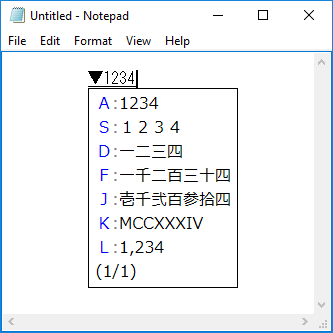 Untitled - Notepad
File Edit Format View Help
▼1234
A:1234
S:１２３４
D:一二三四
F:一千二百三十四
J:壱千弐百参拾四
K:MCCXXXIV
L:1,234
(1/1)